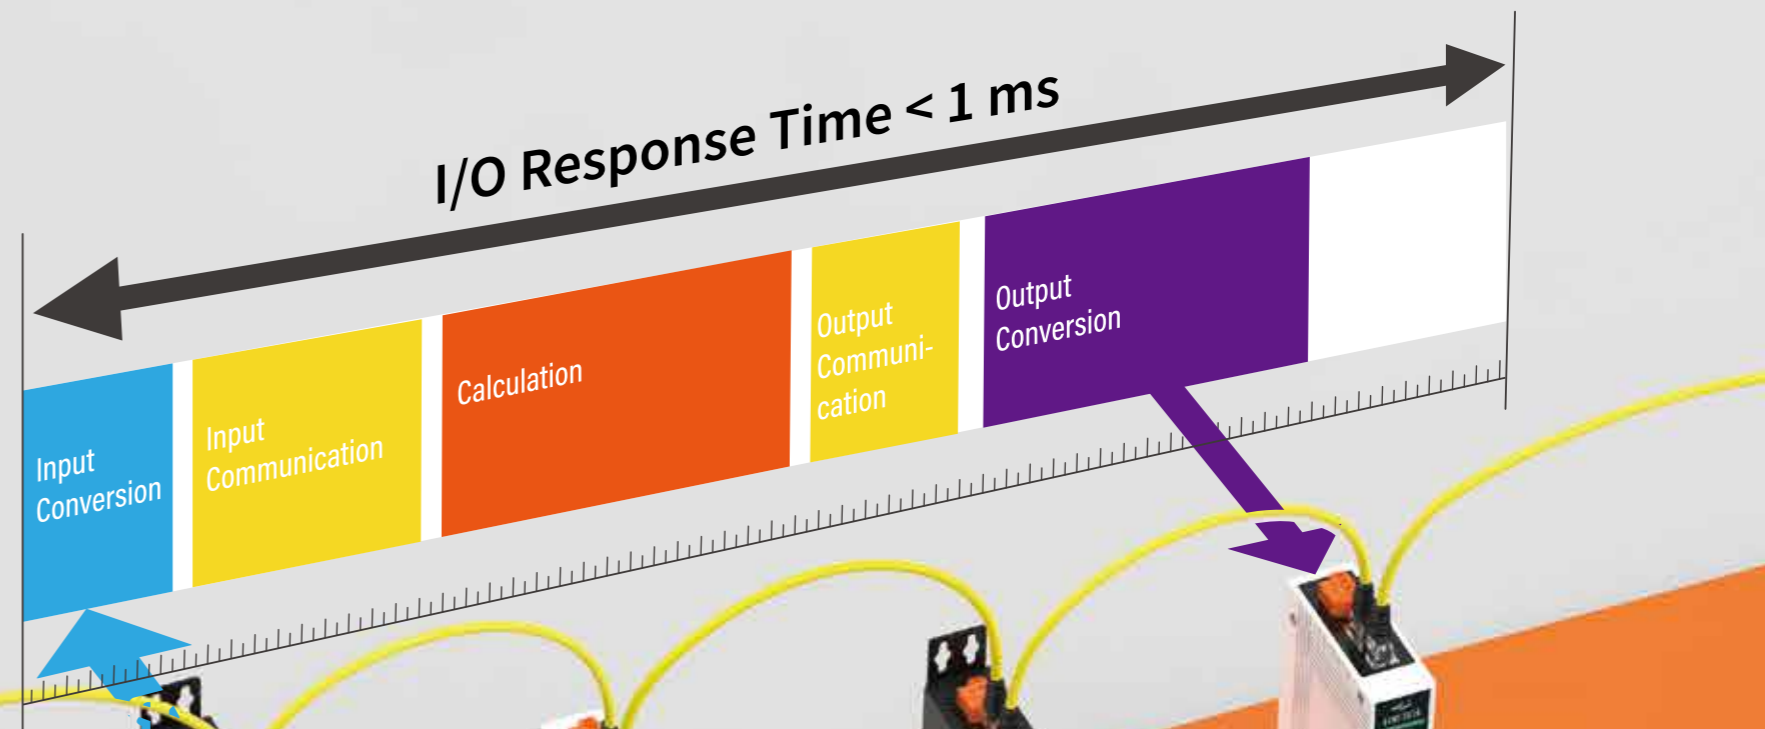 I/O Response Time < 1 ms
Input
Conversion
Input
Communication
Calculation
Output
Communi-
cation
Output
Conversion